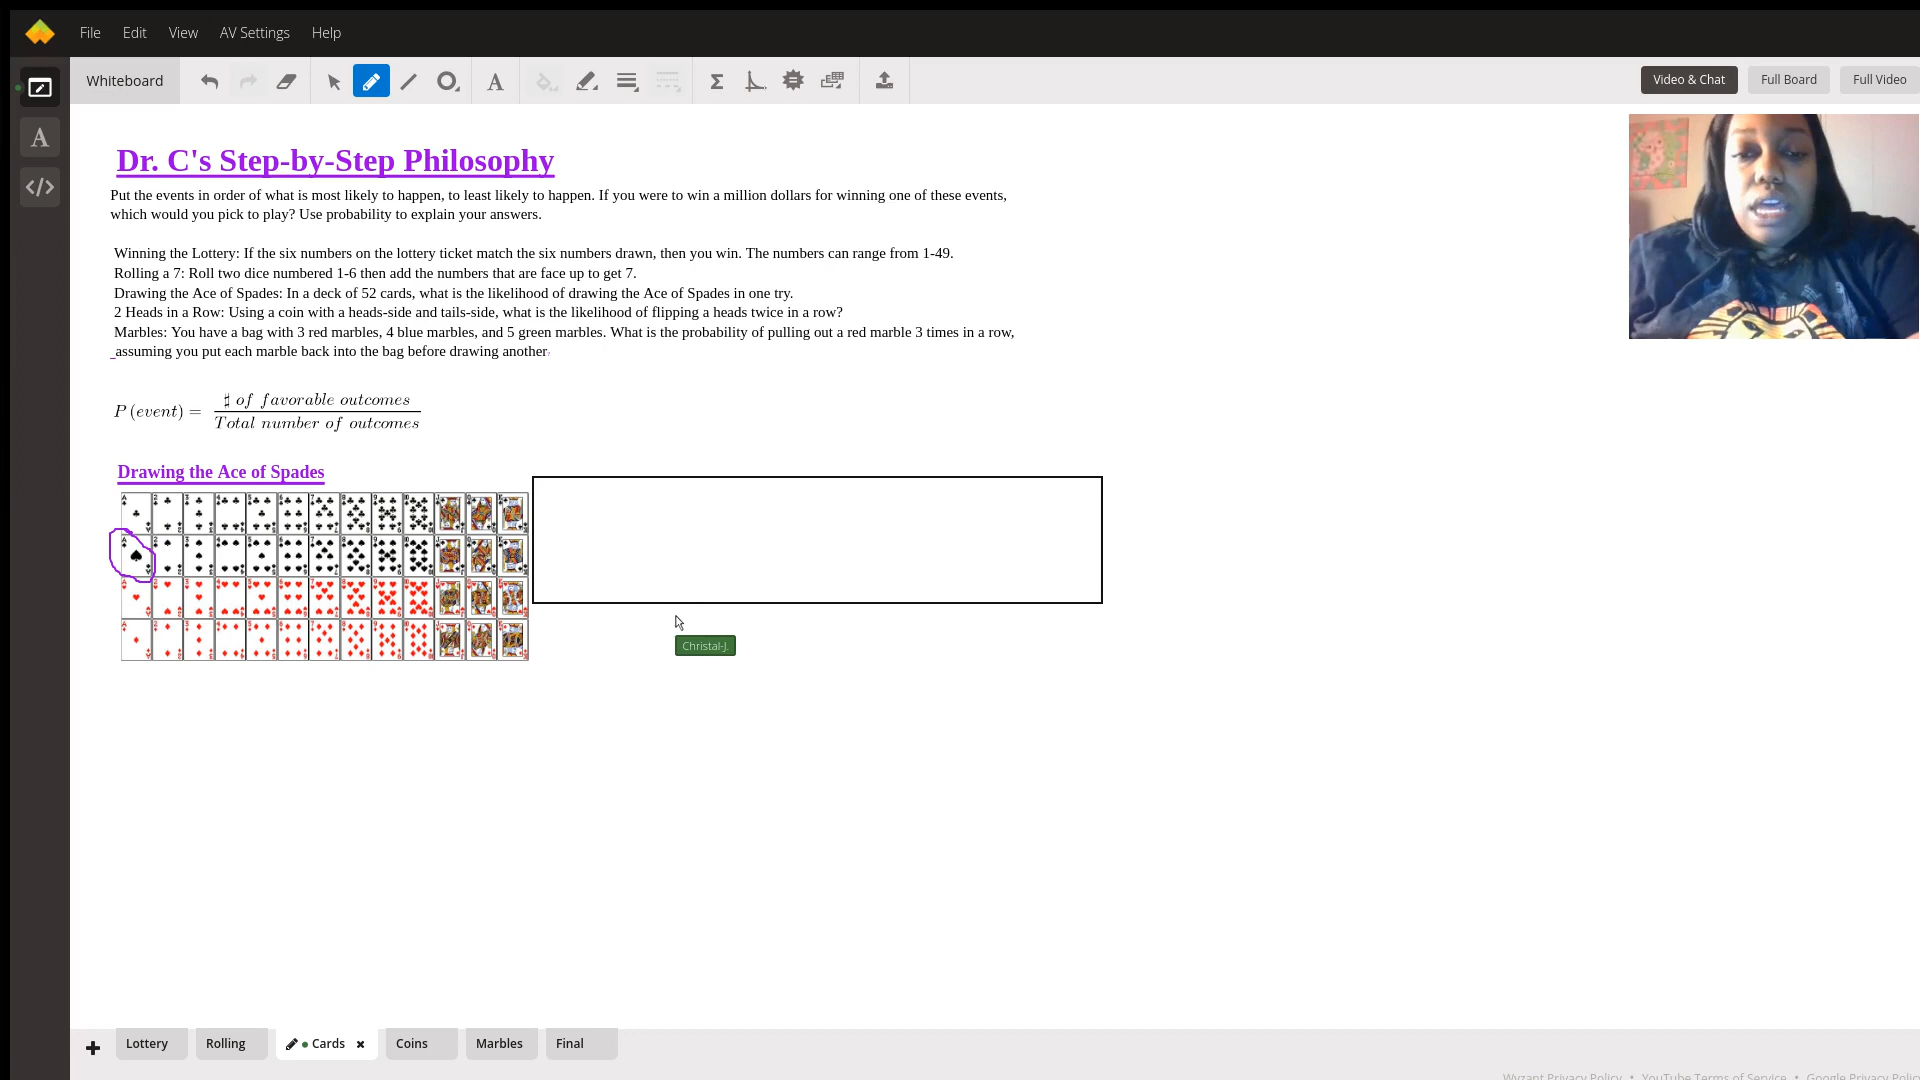 File Edit View AV Settings Help
Whiteboard A Σ Video & Chat Full Board Full Video
A
</>
Dr. C's Step-by-Step Philosophy
Put the events in order of what is most likely to happen, to least likely to happen. If you were to win a million dollars for winning one of these events,
which would you pick to play? Use probability to explain your answers.
Winning the Lottery: If the six numbers on the lottery ticket match the six numbers drawn, then you win. The numbers can range from 1-49.
Rolling a 7: Roll two dice numbered 1-6 then add the numbers that are face up to get 7.
Drawing the Ace of Spades: In a deck of 52 cards, what is the likelihood of drawing the Ace of Spades in one try.
2 Heads in a Row: Using a coin with a heads-side and tails-side, what is the likelihood of flipping a heads twice in a row?
Marbles: You have a bag with 3 red marbles, 4 blue marbles, and 5 green marbles. What is the probability of pulling out a red marble 3 times in a row,
_assuming you put each marble back into the bag before drawing another
P (event) = ♯ of favorable outcomes
Total number of outcomes
Drawing the Ace of Spades
Christal-J.
Lottery Rolling Cards Coins Marbles Final
Wyzant Privacy Policy • YouTube Terms of Service • Google Privacy Policy